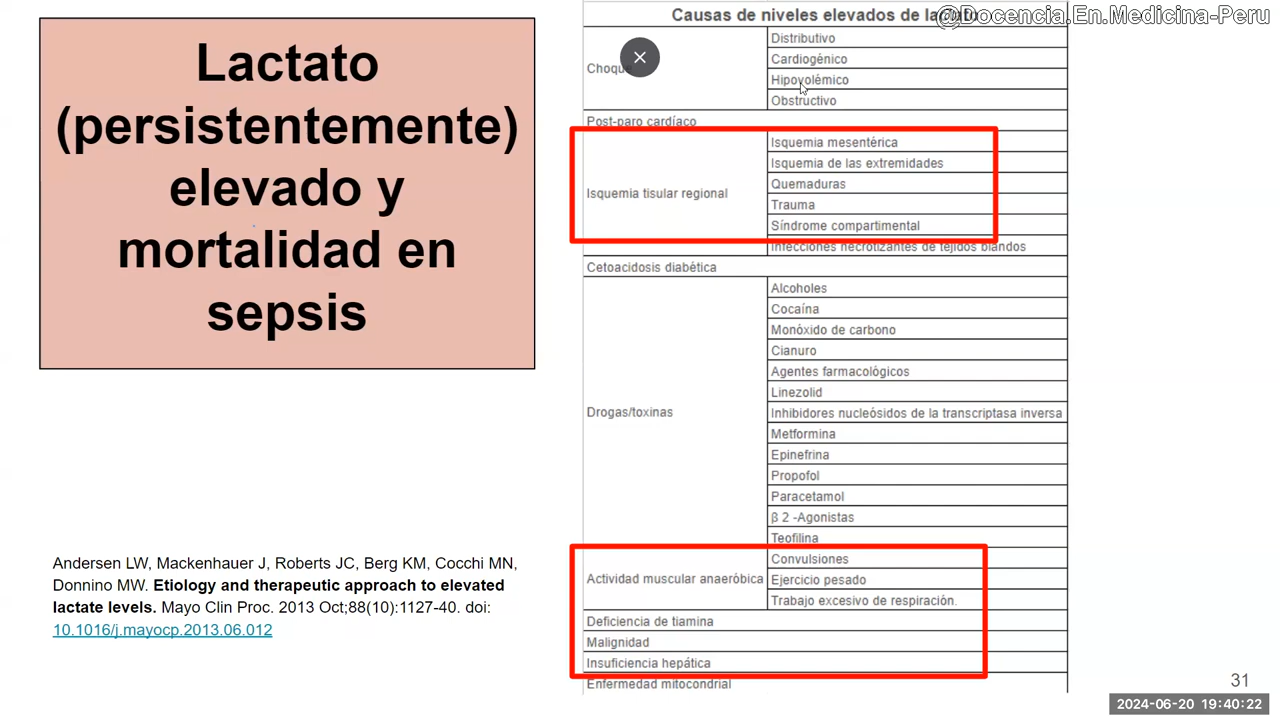 Lactato
(persistentemente)
elevado y
mortalidad en
sepsis
Andersen LW, Mackenhauer J, Roberts JC, Berg KM, Cocchi MN,
Donnino MW. Etiology and therapeutic approach to elevated
lactate levels. Mayo Clin Proc. 2013 Oct;88(10):1127-40. doi:
10.1016/j.mayocp.2013.06.012
@Docencia.En.Medicina-Peru
Causas de niveles elevados de lactato
Choque
Distributivo
Cardiogénico
Hipovolémico
Obstructivo
Post-paro cardíaco
Isquemia tisular regional
Isquemia mesentérica
Isquemia de las extremidades
Quemaduras
Trauma
Síndrome compartimental
Infecciones necrotizantes de tejidos blandos
Cetoacidosis diabética
Drogas/toxinas
Alcoholes
Cocaína
Monóxido de carbono
Cianuro
Agentes farmacológicos
Linezolid
Inhibidores nucleósidos de la transcriptasa inversa
Metformina
Epinefrina
Propofol
Paracetamol
β 2 -Agonistas
Teofilina
Actividad muscular anaeróbica
Convulsiones
Ejercicio pesado
Trabajo excesivo de respiración.
Deficiencia de tiamina
Malignidad
Insuficiencia hepática
Enfermedad mitocondrial
31
2024-06-20 19:40:22